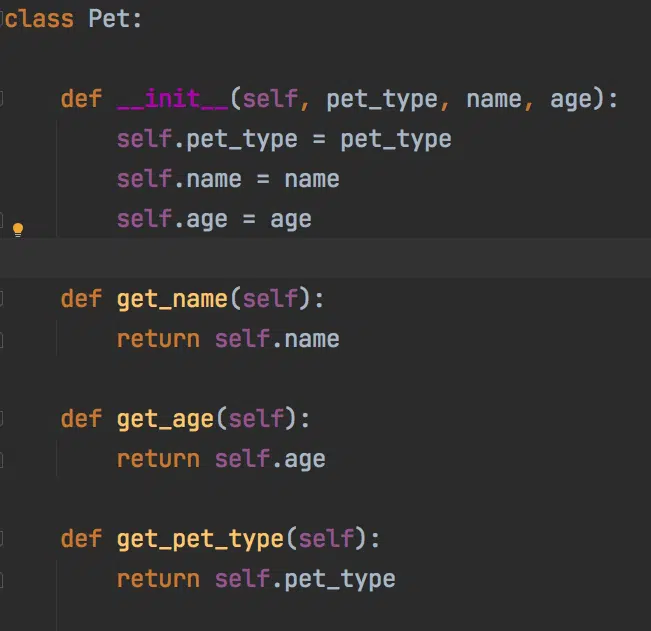 class Pet:
    def __init__(self, pet_type, name, age):
        self.pet_type = pet_type
        self.name = name
        self.age = age
    def get_name(self):
        return self.name
    def get_age(self):
        return self.age
    def get_pet_type(self):
        return self.pet_type